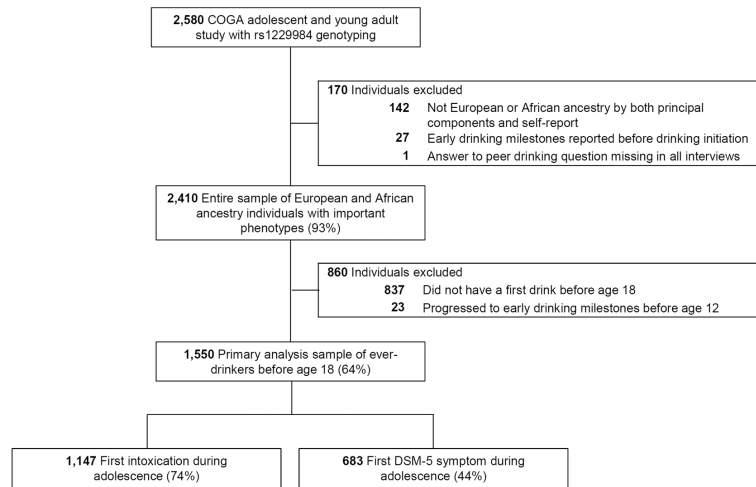 2,580 COGA adolescent and young adult
study with rs1229984 genotyping
170 Individuals excluded
142 Not European or African ancestry by both principal
components and self-report
27 Early drinking milestones reported before drinking initiation
1 Answer to peer drinking question missing in all interviews
2,410 Entire sample of European and African
ancestry individuals with important
phenotypes (93%)
860 Individuals excluded
837 Did not have a first drink before age 18
23 Progressed to early drinking milestones before age 12
1,550 Primary analysis sample of ever-
drinkers before age 18 (64%)
1,147 First intoxication during
adolescence (74%)
683 First DSM-5 symptom during
adolescence (44%)